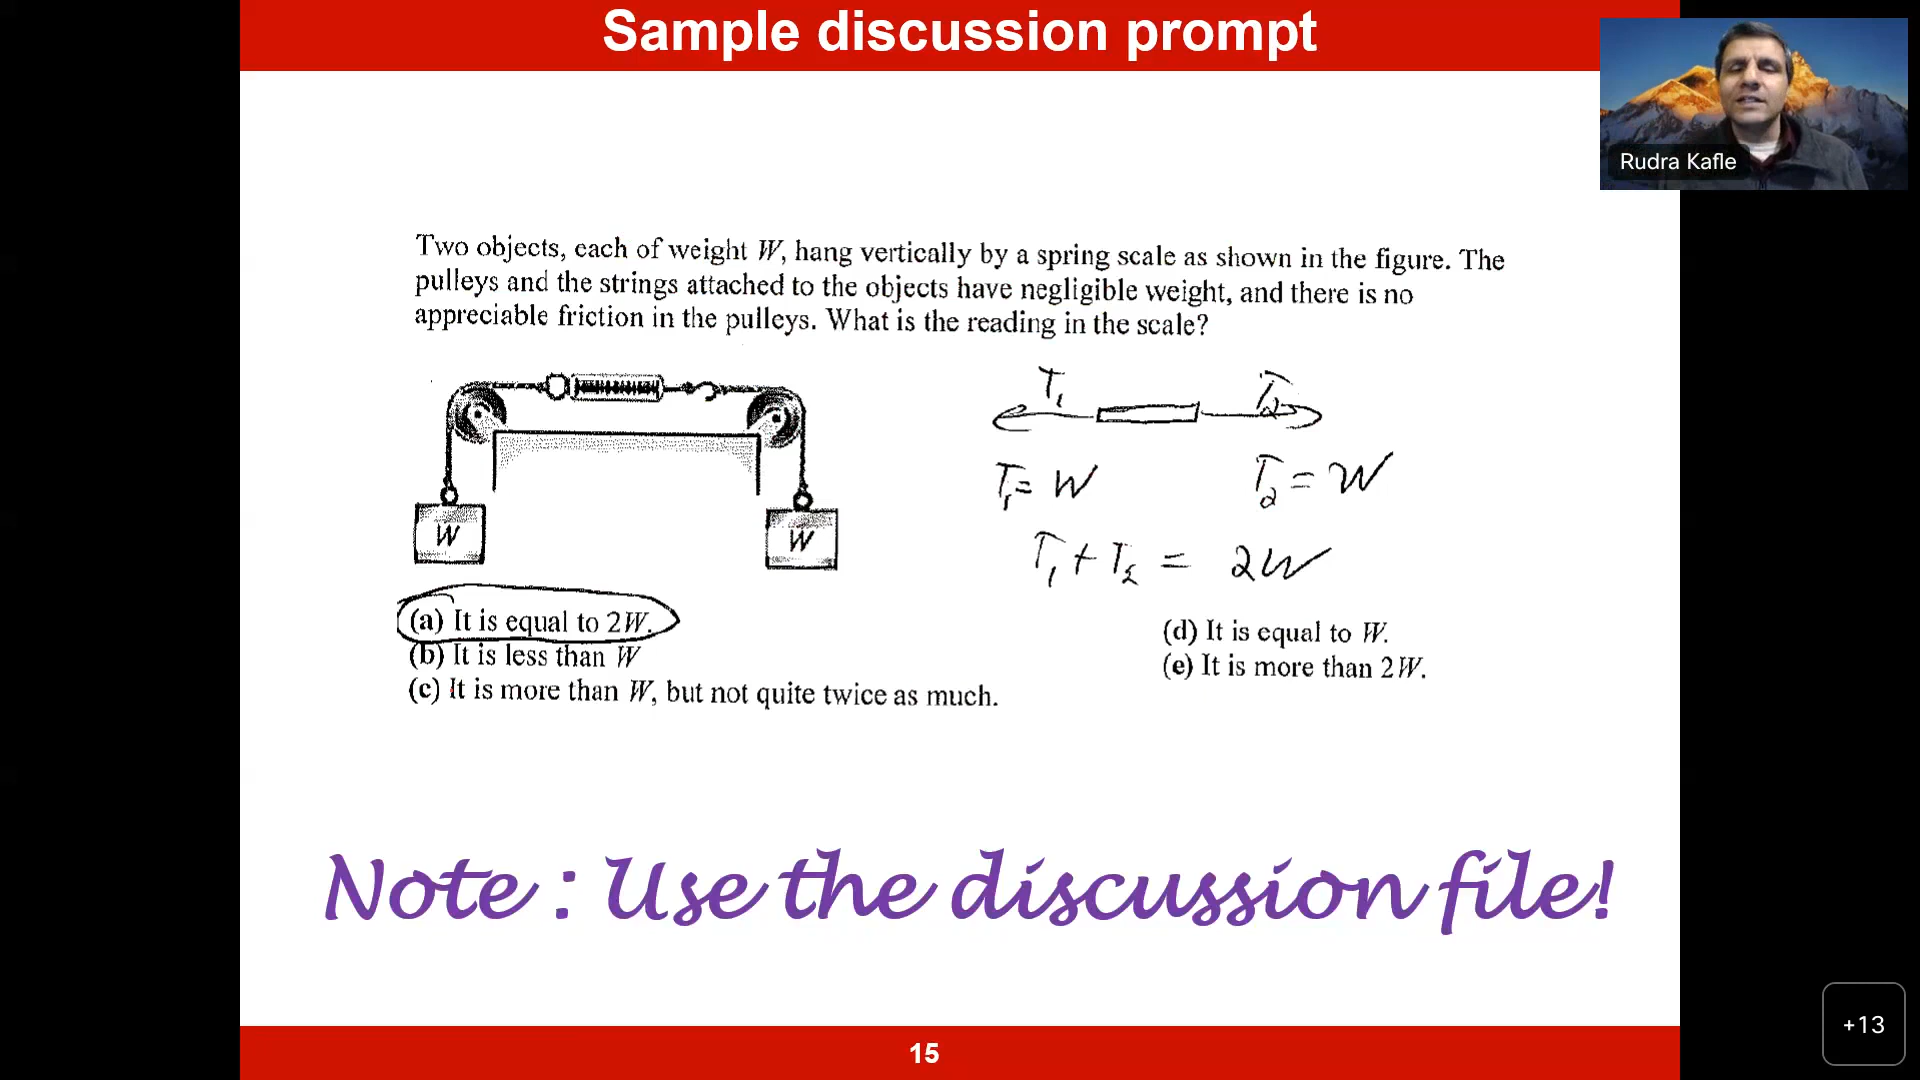 Sample discussion prompt
Rudra Kafle
Two objects, each of weight W, hang vertically by a spring scale as shown in the figure. The
pulleys and the strings attached to the objects have negligible weight, and there is no
appreciable friction in the pulleys. What is the reading in the scale?
T₁ T₂
T₁ = W T₂ = W
T₁ + T₂ = 2W
W W
(a) It is equal to 2W.
(b) It is less than W
(c) It is more than W, but not quite twice as much.
(d) It is equal to W.
(e) It is more than 2W.
Note : Use the discussion file!
+13
15